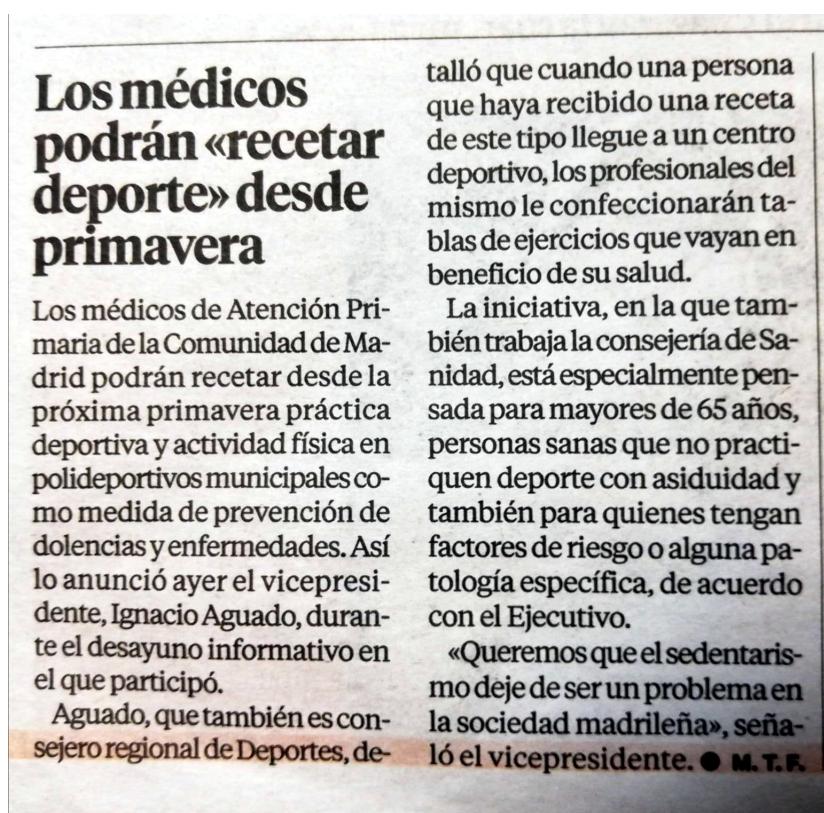 Los médicos
podrán «recetar
deporte» desde
primavera
Los médicos de Atención Pri-
maria de la Comunidad de Ma-
drid podrán recetar desde la
próxima primavera práctica
deportiva y actividad física en
polideportivos municipales co-
mo medida de prevención de
dolencias y enfermedades. Así
lo anunció ayer el vicepresi-
dente, Ignacio Aguado, duran-
te el desayuno informativo en
el que participó.
Aguado, que también es con-
sejero regional de Deportes, de-
talló que cuando una persona
que haya recibido una receta
de este tipo llegue a un centro
deportivo, los profesionales del
mismo le confeccionarán ta-
blas de ejercicios que vayan en
beneficio de su salud.
La iniciativa, en la que tam-
bién trabaja la consejería de Sa-
nidad, está especialmente pen-
sada para mayores de 65 años,
personas sanas que no practi-
quen deporte con asiduidad y
también para quienes tengan
factores de riesgo o alguna pa-
tología específica, de acuerdo
con el Ejecutivo.
«Queremos que el sedentaris-
mo deje de ser un problema en
la sociedad madrileña», seña-
ló el vicepresidente. ● M. T. F.